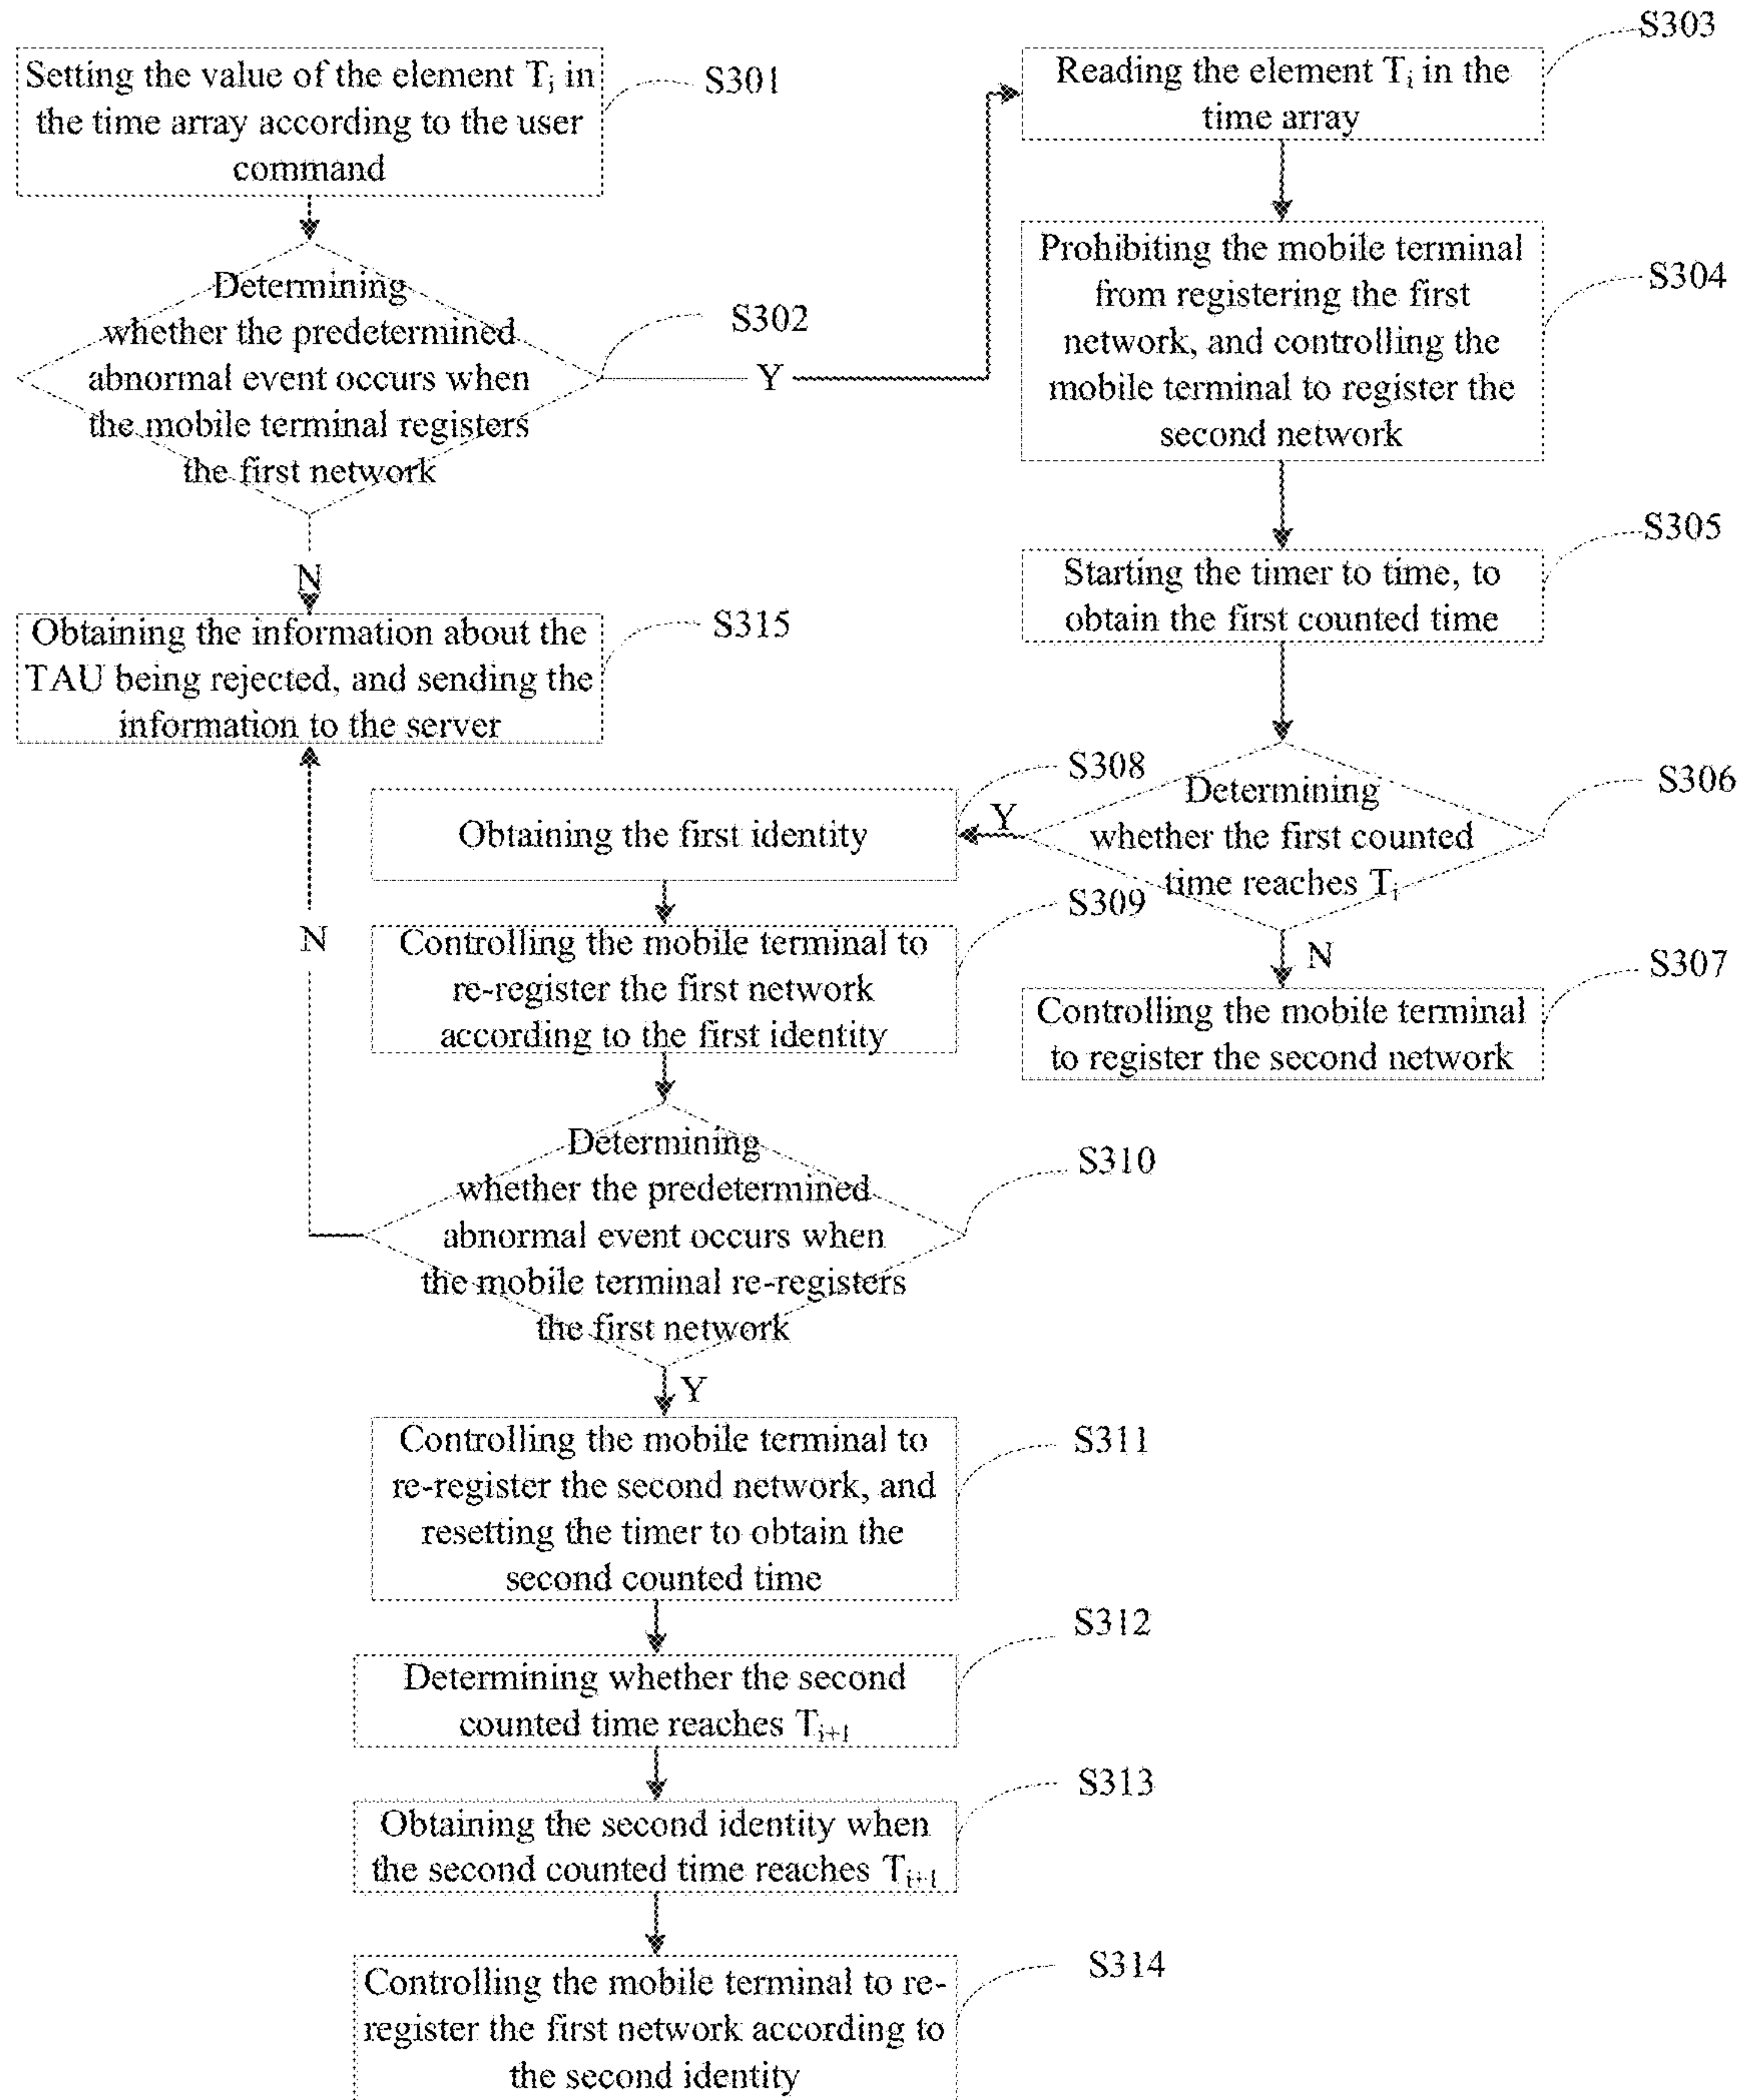 Setting the value of the element Ti in
the time array according to the user
command
S301
Determining
whether the predetermined
abnormal event occurs when
the mobile terminal registers
the first network
S302
Y
N
Obtaining the information about the
TAU being rejected, and sending the
information to the server
S315
S303
Reading the element Ti in the
time array
Prohibiting the mobile terminal
from registering the first
network, and controlling the
mobile terminal to register the
second network
S304
Starting the timer to time, to
obtain the first counted time
S305
Determining
whether the first counted
time reaches Ti
S306
Y
N
Controlling the mobile terminal
to register the second network
S307
Obtaining the first identity
S308
Controlling the mobile terminal to
re-register the first network
according to the first identity
S309
Determining
whether the predetermined
abnormal event occurs when
the mobile terminal re-registers
the first network
S310
N
Y
Controlling the mobile terminal to
re-register the second network, and
resetting the timer to obtain the
second counted time
S311
Determining whether the second
counted time reaches Ti+1
S312
Obtaining the second identity when
the second counted time reaches Ti+1
S313
Controlling the mobile terminal to re-
register the first network according to
the second identity
S314